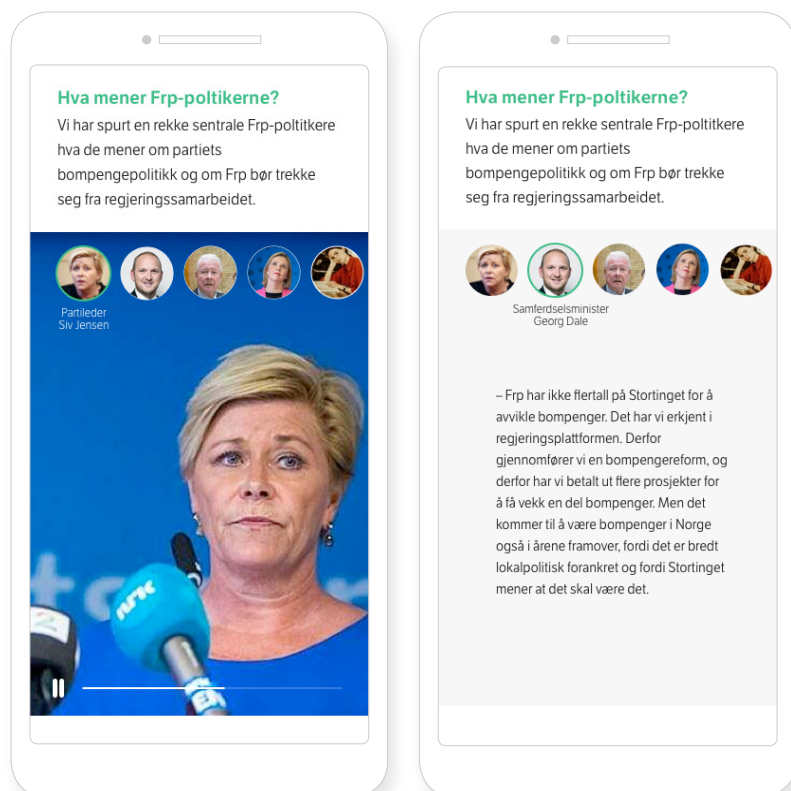 Hva mener Frp-poltikerne?
Vi har spurt en rekke sentrale Frp-poltitkere
hva de mener om partiets
bompengepolitikk og om Frp bør trekke
seg fra regjeringssamarbeidet.
Partileder
Siv Jensen
nrk
2
Hva mener Frp-poltikerne?
Vi har spurt en rekke sentrale Frp-poltitkere
hva de mener om partiets
bompengepolitikk og om Frp bør trekke
seg fra regjeringssamarbeidet.
Samferdselsminister
Georg Dale
– Frp har ikke flertall på Stortinget for å
avvikle bompenger. Det har vi erkjent i
regjeringsplattformen. Derfor
gjennomfører vi en bompengereform, og
derfor har vi betalt ut flere prosjekter for
å få vekk en del bompenger. Men det
kommer til å være bompenger i Norge
også i årene framover, fordi det er bredt
lokalpolitisk forankret og fordi Stortinget
mener at det skal være det.